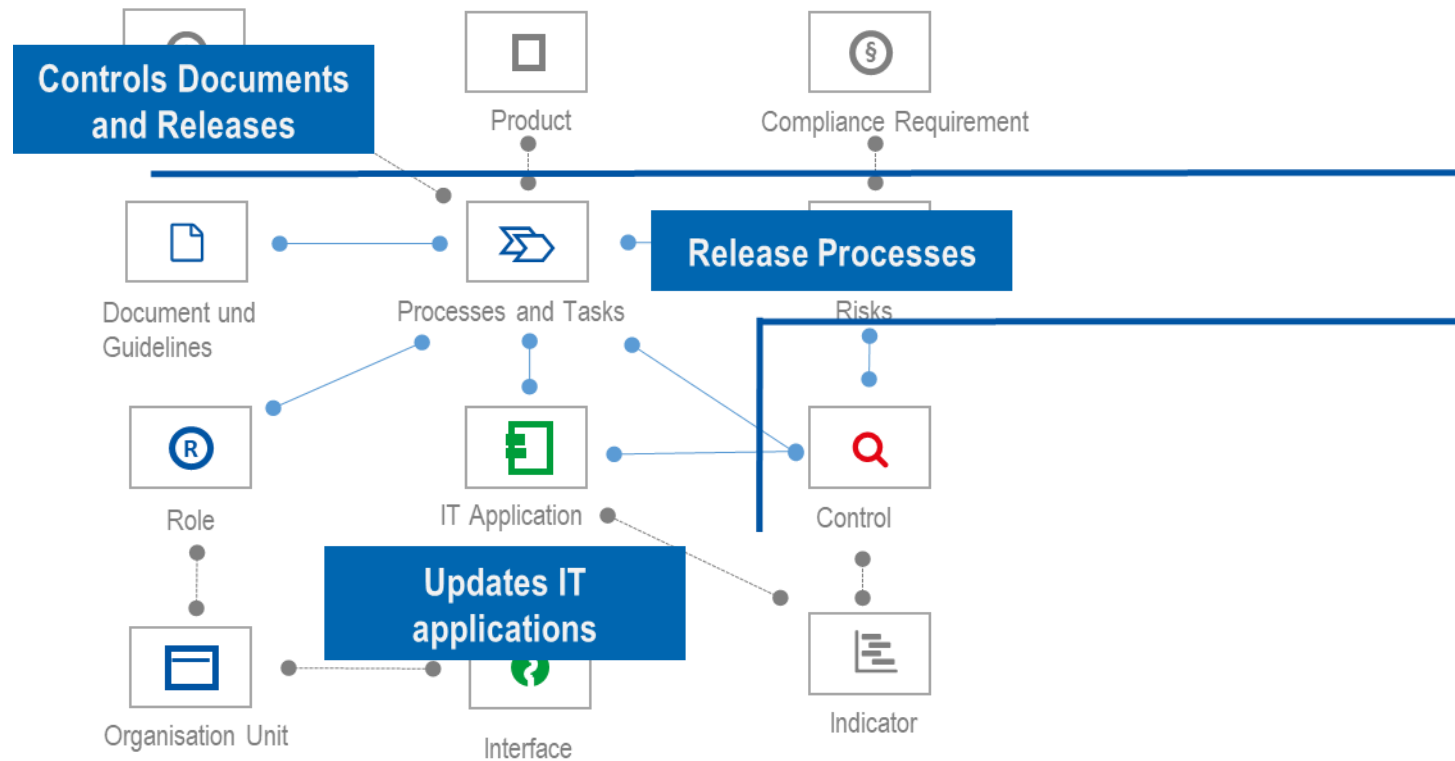 Controls Documents
and Releases
Product
§
Compliance Requirement
Release Processes
Document und
Guidelines
Processes and Tasks
Risks
R
Role
IT Application
Control
Updates IT
applications
Organisation Unit
Interface
Indicator